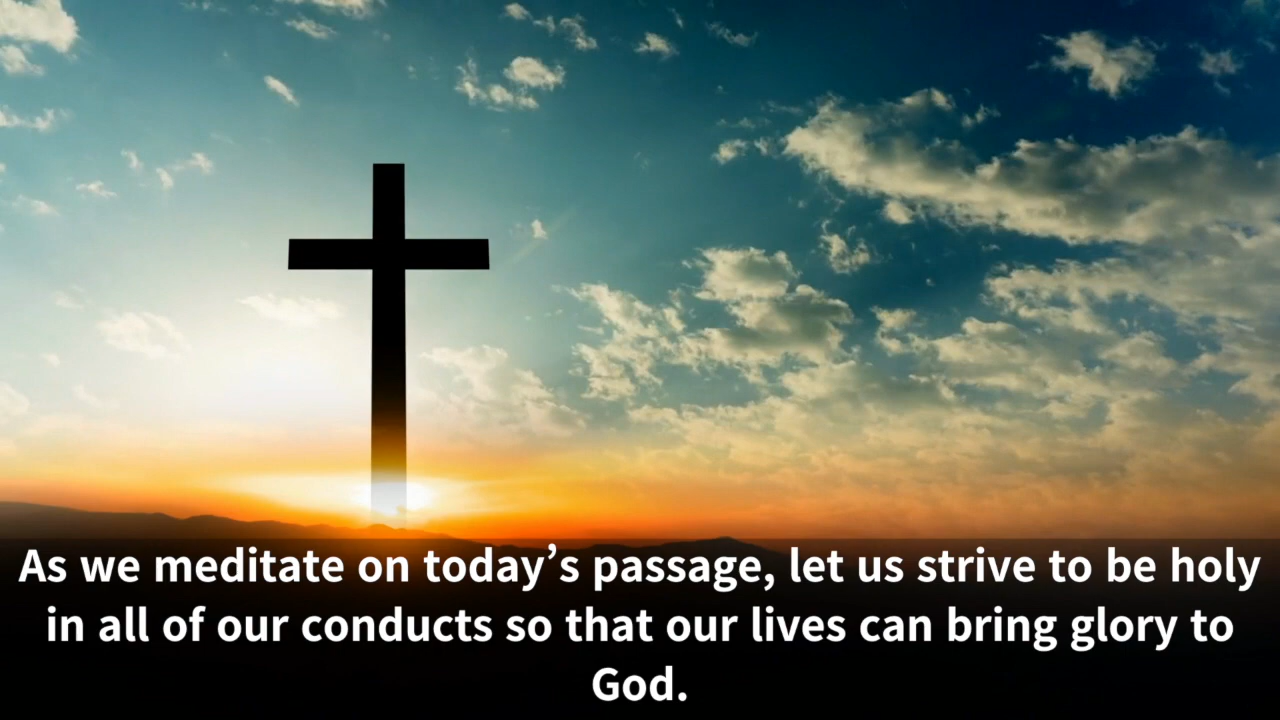 As we meditate on today’s passage, let us strive to be holy
in all of our conducts so that our lives can bring glory to
God.